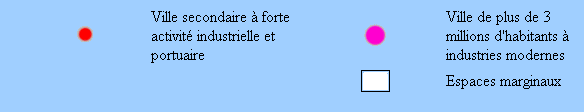 Ville secondaire à forte
activité industrielle et
portuaire
Ville de plus de 3
millions d'habitants à
industries modernes
Espaces marginaux